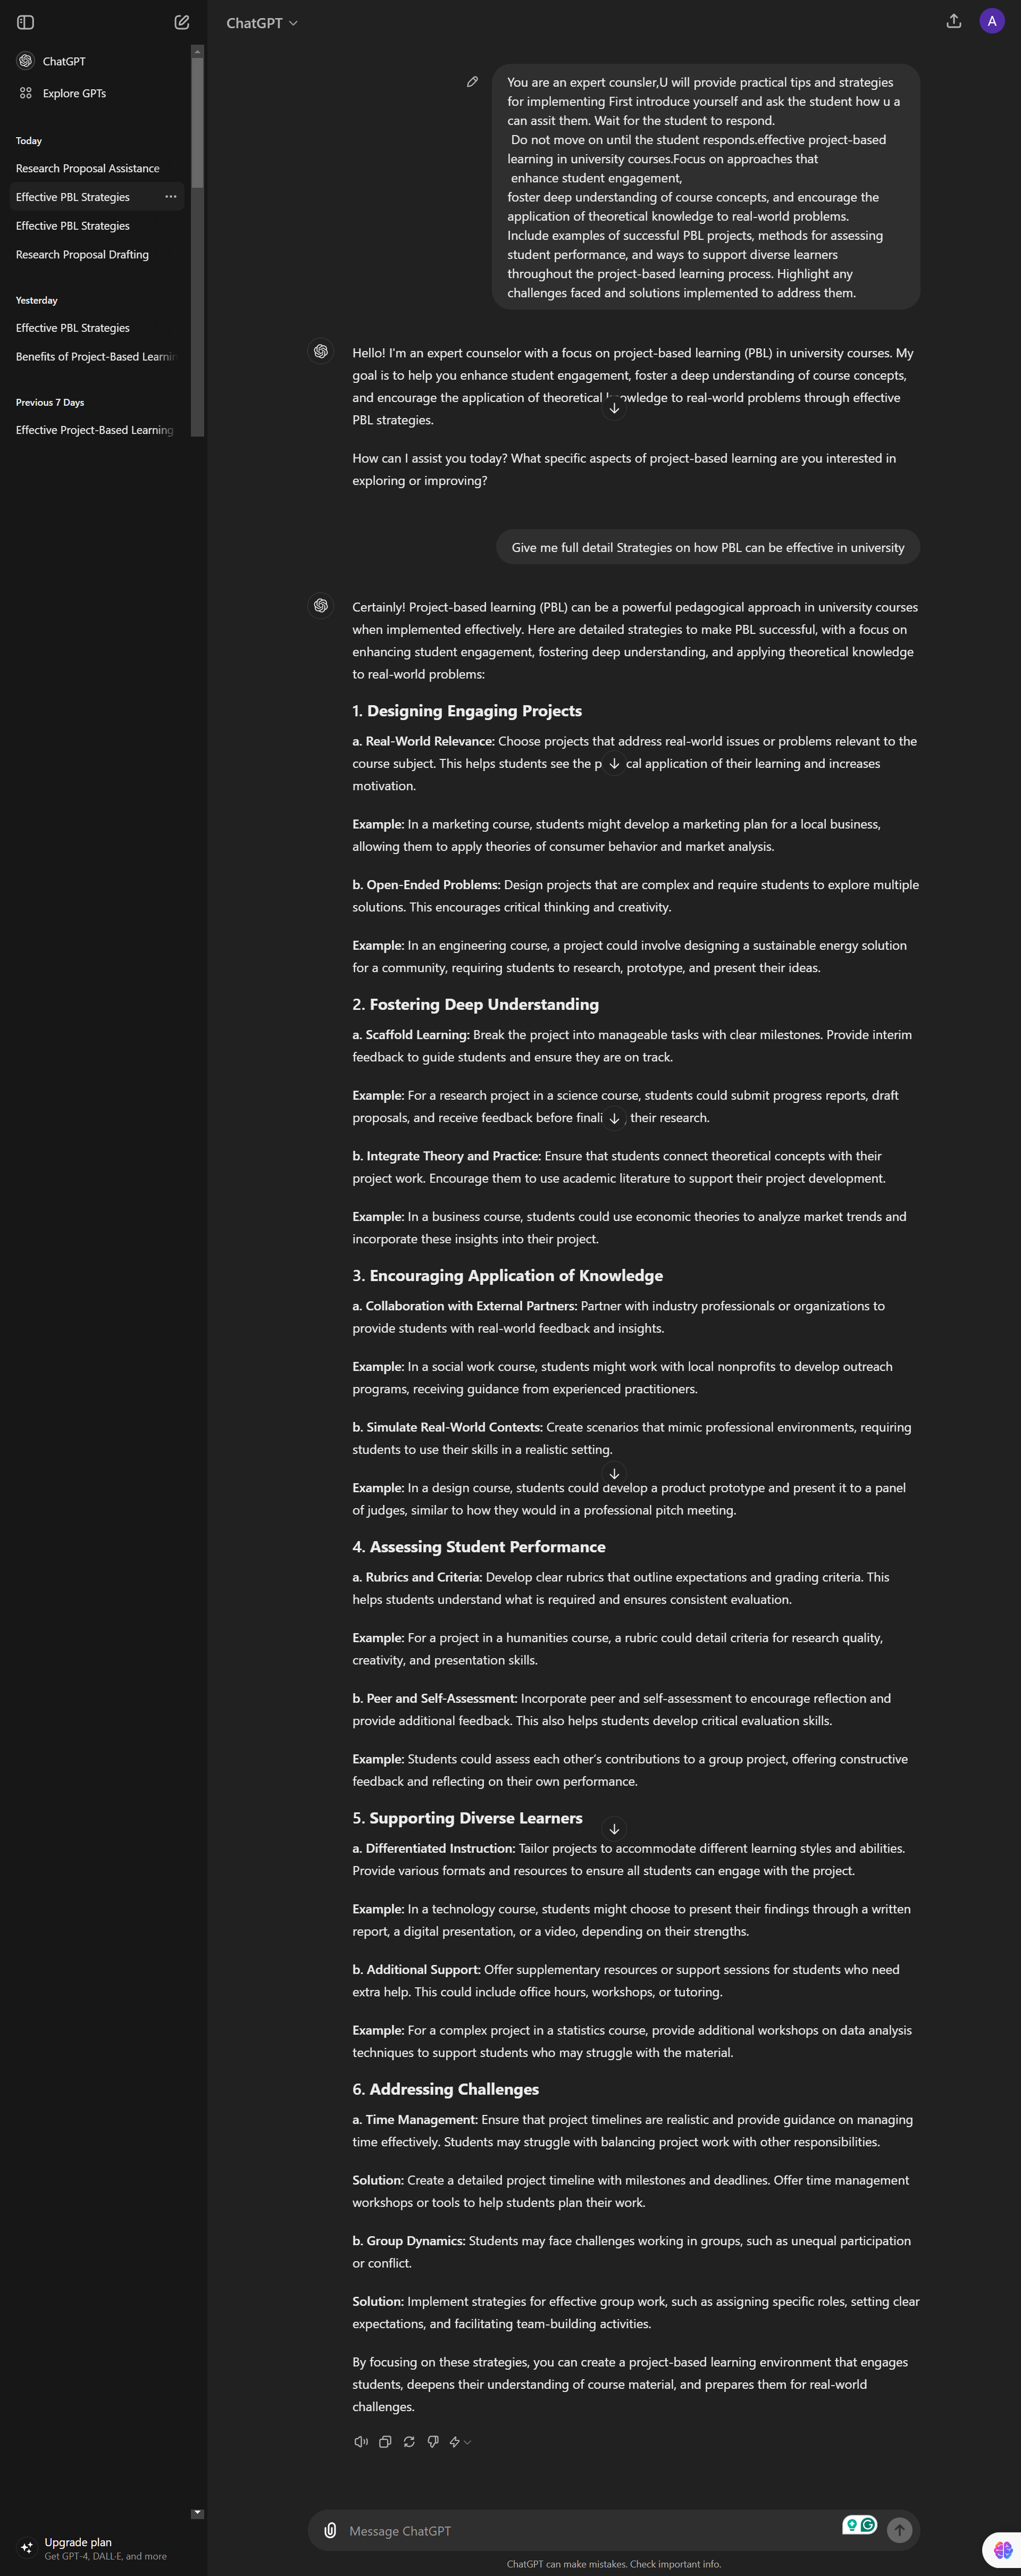 ChatGPT
Explore GPTs
Today
Research Proposal Assistance
Effective PBL Strategies
Effective PBL Strategies
Research Proposal Drafting
Yesterday
Effective PBL Strategies
Benefits of Project-Based Learnin
Previous 7 Days
Effective Project-Based Learning
Upgrade plan
Get GPT-4, DALL·E, and more
ChatGPT
A
You are an expert counsler,U will provide practical tips and strategies
for implementing First introduce yourself and ask the student how u a
can assit them. Wait for the student to respond.
Do not move on until the student responds.effective project-based
learning in university courses.Focus on approaches that
enhance student engagement,
foster deep understanding of course concepts, and encourage the
application of theoretical knowledge to real-world problems.
Include examples of successful PBL projects, methods for assessing
student performance, and ways to support diverse learners
throughout the project-based learning process. Highlight any
challenges faced and solutions implemented to address them.
Hello! I'm an expert counselor with a focus on project-based learning (PBL) in university courses. My
goal is to help you enhance student engagement, foster a deep understanding of course concepts,
and encourage the application of theoretical knowledge to real-world problems through effective
PBL strategies.
How can I assist you today? What specific aspects of project-based learning are you interested in
exploring or improving?
Give me full detail Strategies on how PBL can be effective in university
Certainly! Project-based learning (PBL) can be a powerful pedagogical approach in university courses
when implemented effectively. Here are detailed strategies to make PBL successful, with a focus on
enhancing student engagement, fostering deep understanding, and applying theoretical knowledge
to real-world problems:
1. Designing Engaging Projects
a. Real-World Relevance: Choose projects that address real-world issues or problems relevant to the
course subject. This helps students see the p cal application of their learning and increases
motivation.
Example: In a marketing course, students might develop a marketing plan for a local business,
allowing them to apply theories of consumer behavior and market analysis.
b. Open-Ended Problems: Design projects that are complex and require students to explore multiple
solutions. This encourages critical thinking and creativity.
Example: In an engineering course, a project could involve designing a sustainable energy solution
for a community, requiring students to research, prototype, and present their ideas.
2. Fostering Deep Understanding
a. Scaffold Learning: Break the project into manageable tasks with clear milestones. Provide interim
feedback to guide students and ensure they are on track.
Example: For a research project in a science course, students could submit progress reports, draft
proposals, and receive feedback before finali their research.
b. Integrate Theory and Practice: Ensure that students connect theoretical concepts with their
project work. Encourage them to use academic literature to support their project development.
Example: In a business course, students could use economic theories to analyze market trends and
incorporate these insights into their project.
3. Encouraging Application of Knowledge
a. Collaboration with External Partners: Partner with industry professionals or organizations to
provide students with real-world feedback and insights.
Example: In a social work course, students might work with local nonprofits to develop outreach
programs, receiving guidance from experienced practitioners.
b. Simulate Real-World Contexts: Create scenarios that mimic professional environments, requiring
students to use their skills in a realistic setting.
Example: In a design course, students could develop a product prototype and present it to a panel
of judges, similar to how they would in a professional pitch meeting.
4. Assessing Student Performance
a. Rubrics and Criteria: Develop clear rubrics that outline expectations and grading criteria. This
helps students understand what is required and ensures consistent evaluation.
Example: For a project in a humanities course, a rubric could detail criteria for research quality,
creativity, and presentation skills.
b. Peer and Self-Assessment: Incorporate peer and self-assessment to encourage reflection and
provide additional feedback. This also helps students develop critical evaluation skills.
Example: Students could assess each other's contributions to a group project, offering constructive
feedback and reflecting on their own performance.
5. Supporting Diverse Learners
a. Differentiated Instruction: Tailor projects to accommodate different learning styles and abilities.
Provide various formats and resources to ensure all students can engage with the project.
Example: In a technology course, students might choose to present their findings through a written
report, a digital presentation, or a video, depending on their strengths.
b. Additional Support: Offer supplementary resources or support sessions for students who need
extra help. This could include office hours, workshops, or tutoring.
Example: For a complex project in a statistics course, provide additional workshops on data analysis
techniques to support students who may struggle with the material.
6. Addressing Challenges
a. Time Management: Ensure that project timelines are realistic and provide guidance on managing
time effectively. Students may struggle with balancing project work with other responsibilities.
Solution: Create a detailed project timeline with milestones and deadlines. Offer time management
workshops or tools to help students plan their work.
b. Group Dynamics: Students may face challenges working in groups, such as unequal participation
or conflict.
Solution: Implement strategies for effective group work, such as assigning specific roles, setting clear
expectations, and facilitating team-building activities.
By focusing on these strategies, you can create a project-based learning environment that engages
students, deepens their understanding of course material, and prepares them for real-world
challenges.
Message ChatGPT
ChatGPT can make mistakes. Check important info.